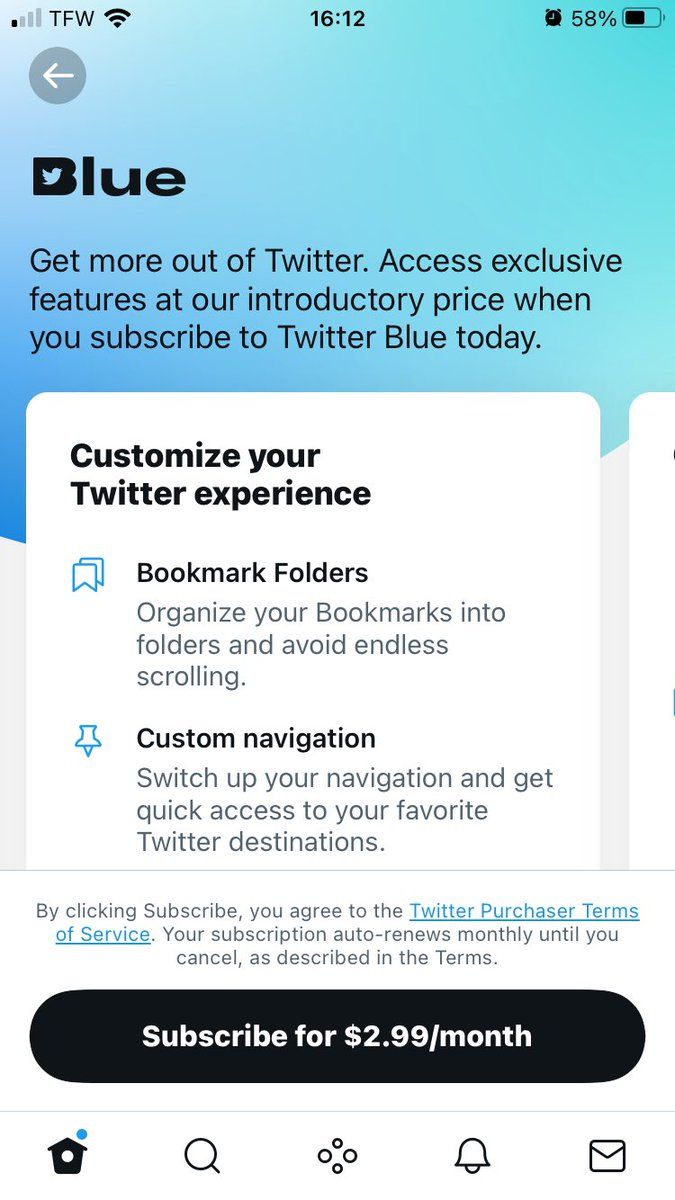 TFW 16:12 58%
Blue
Get more out of Twitter. Access exclusive
features at our introductory price when
you subscribe to Twitter Blue today.
Customize your
Twitter experience
Bookmark Folders
Organize your Bookmarks into
folders and avoid endless
scrolling.
Custom navigation
Switch up your navigation and get
quick access to your favorite
Twitter destinations.
By clicking Subscribe, you agree to the Twitter Purchaser Terms
of Service. Your subscription auto-renews monthly until you
cancel, as described in the Terms.
Subscribe for $2.99/month